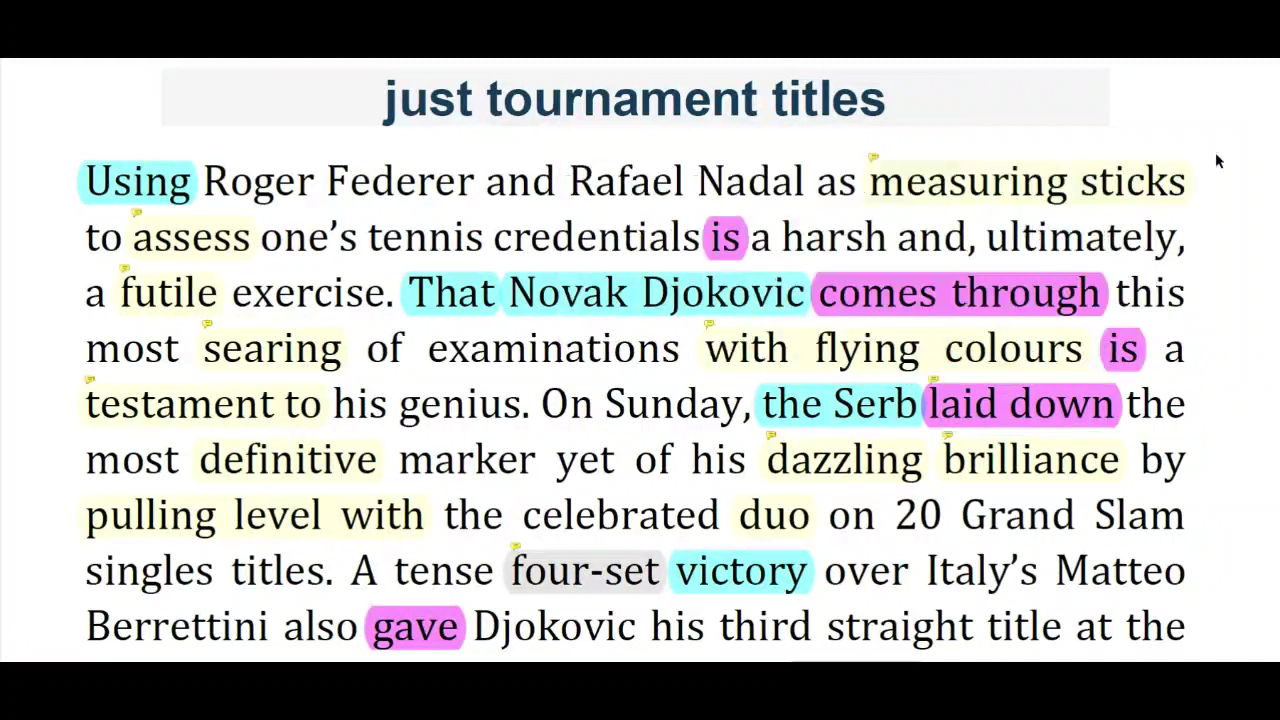 just tournament titles
Using Roger Federer and Rafael Nadal as measuring sticks
to assess one’s tennis credentials is a harsh and, ultimately,
a futile exercise. That Novak Djokovic comes through this
most searing of examinations with flying colours is a
testament to his genius. On Sunday, the Serb laid down the
most definitive marker yet of his dazzling brilliance by
pulling level with the celebrated duo on 20 Grand Slam
singles titles. A tense four-set victory over Italy’s Matteo
Berrettini also gave Djokovic his third straight title at the